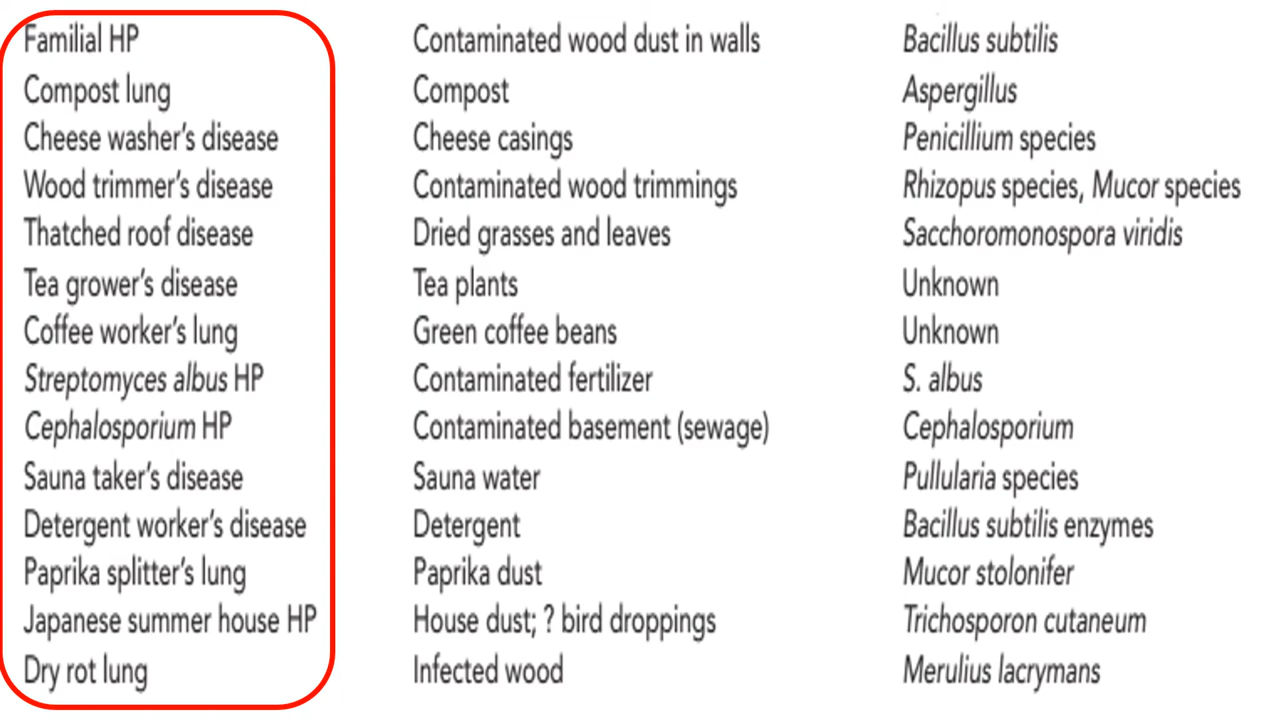 Familial HP Contaminated wood dust in walls Bacillus subtilis
Compost lung Compost Aspergillus
Cheese washer's disease Cheese casings Penicillium species
Wood trimmer's disease Contaminated wood trimmings Rhizopus species, Mucor species
Thatched roof disease Dried grasses and leaves Sacchoromonospora viridis
Tea grower's disease Tea plants Unknown
Coffee worker's lung Green coffee beans Unknown
Streptomyces albus HP Contaminated fertilizer S. albus
Cephalosporium HP Contaminated basement (sewage) Cephalosporium
Sauna taker's disease Sauna water Pullularia species
Detergent worker's disease Detergent Bacillus subtilis enzymes
Paprika splitter's lung Paprika dust Mucor stolonifer
Japanese summer house HP House dust; ? bird droppings Trichosporon cutaneum
Dry rot lung Infected wood Merulius lacrymans